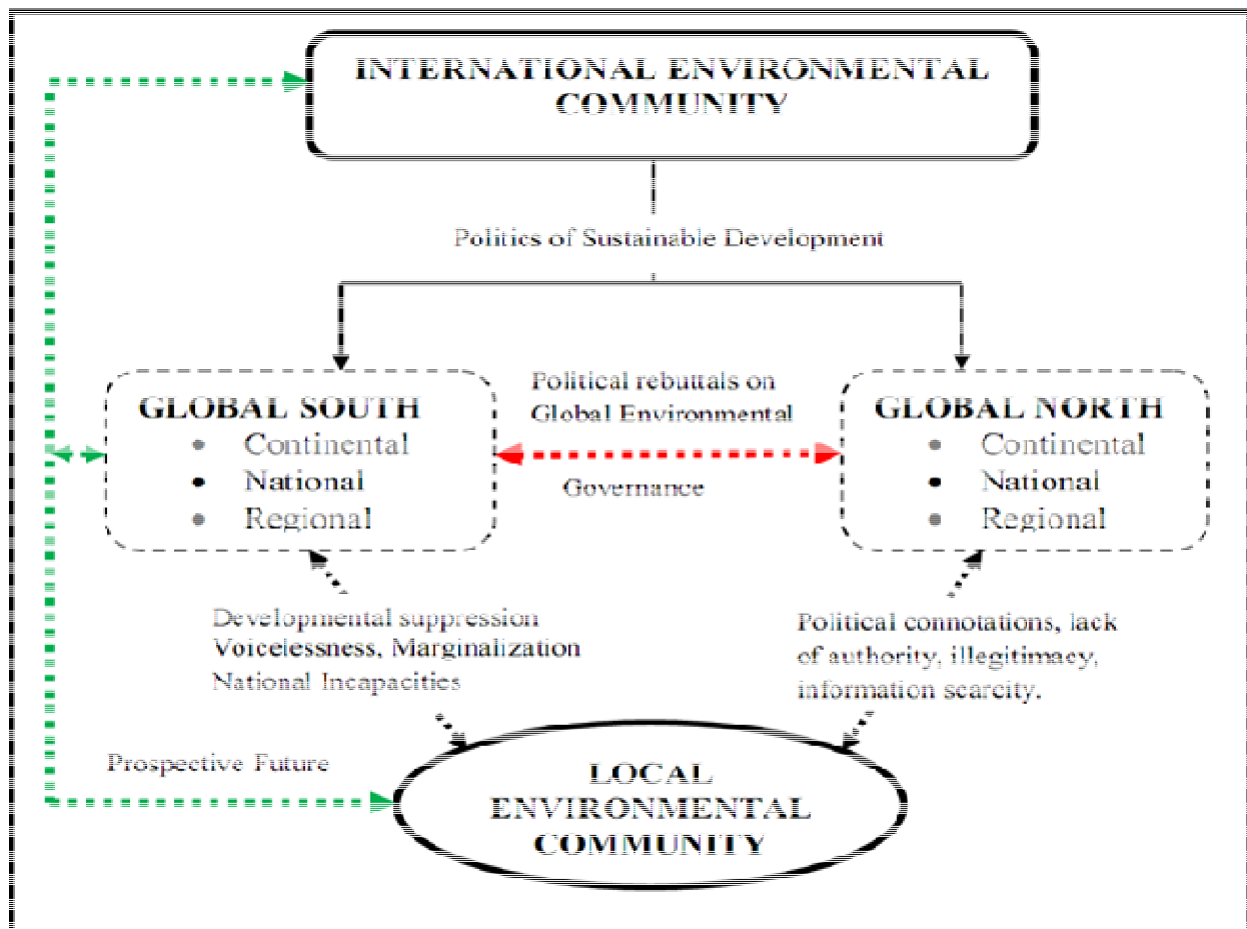 INTERNATIONAL ENVIRONMENTAL
COMMUNITY
Politics of Sustainable Development
GLOBAL SOUTH
• Continental
• National
• Regional
Political rebuttals on
Global Environmental
Governance
GLOBAL NORTH
• Continental
• National
• Regional
Developmental suppression
Voicelessness, Marginalization
National Incapacities
Political connotations, lack
of authority, illegitimacy,
information scarcity.
Prospective Future
LOCAL
ENVIRONMENTAL
COMMUNITY